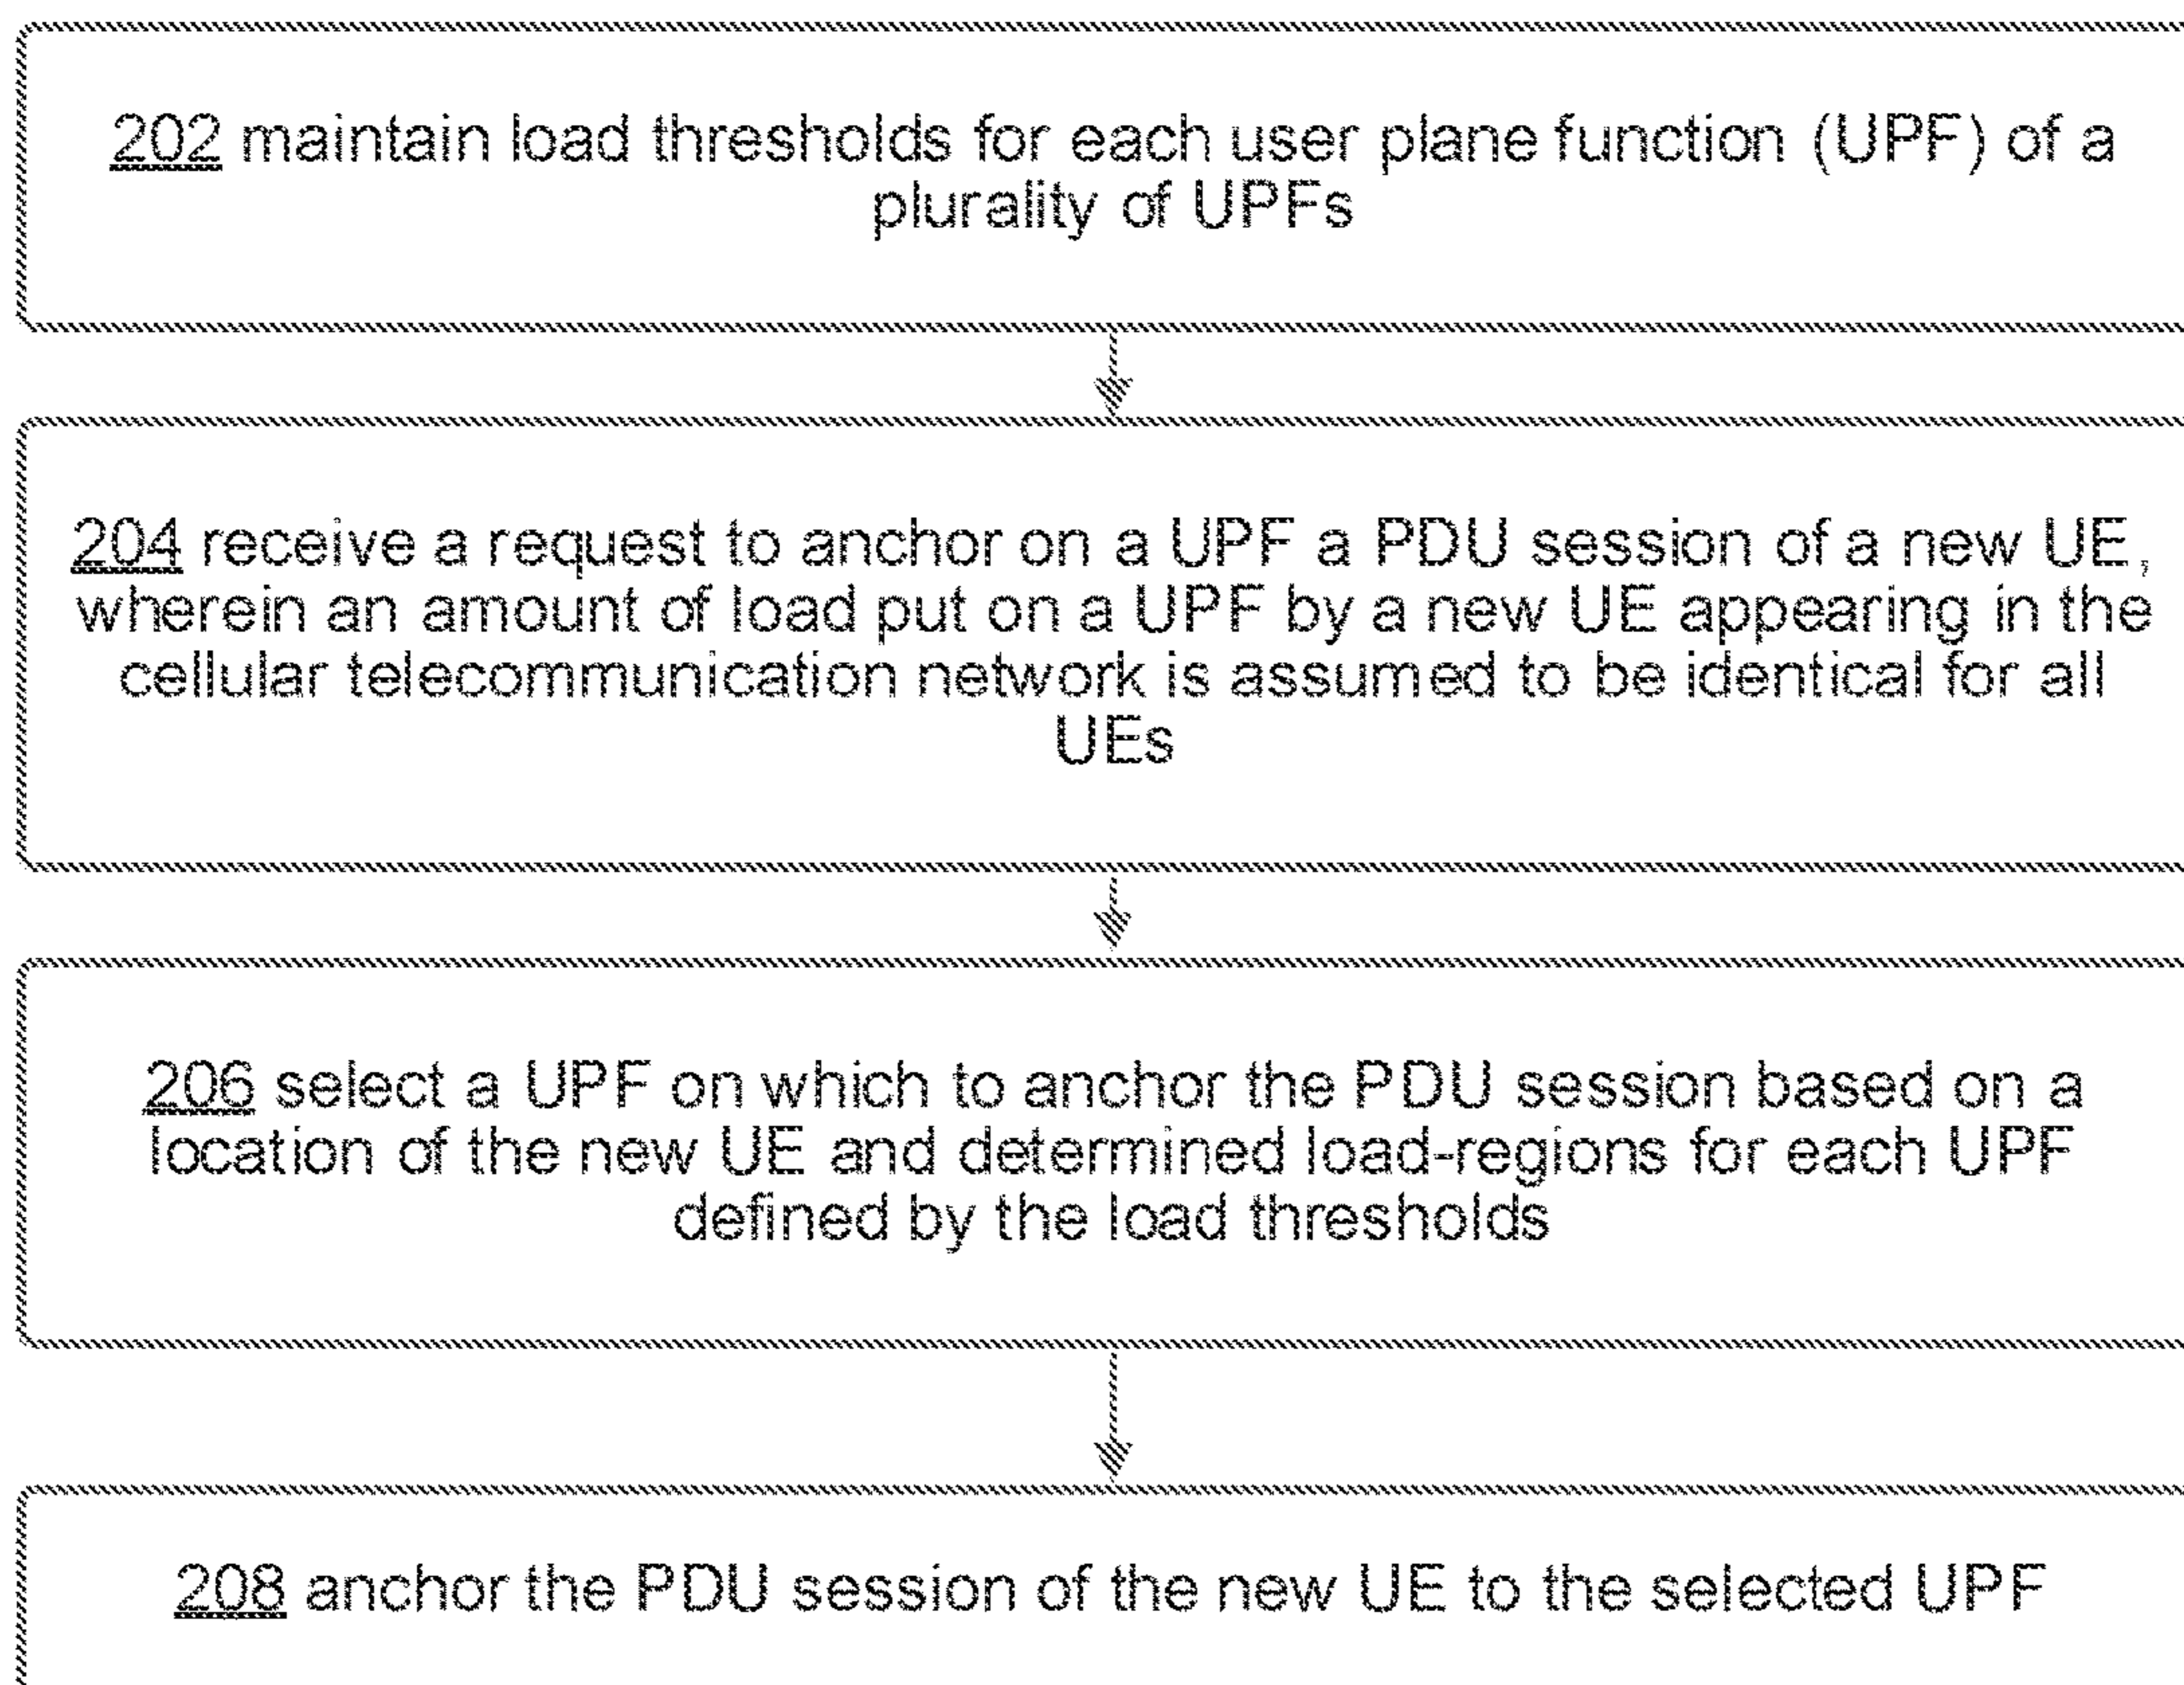 202 maintain load thresholds for each user plane function (UPF) of a
plurality of UPFs
204 receive a request to anchor on a UPF a PDU session of a new UE,
wherein an amount of load put on a UPF by a new UE appearing in the
cellular telecommunication network is assumed to be identical for all
UEs
206 select a UPF on which to anchor the PDU session based on a
location of the new UE and determined load-regions for each UPF
defined by the load thresholds
208 anchor the PDU session of the new UE to the selected UPF